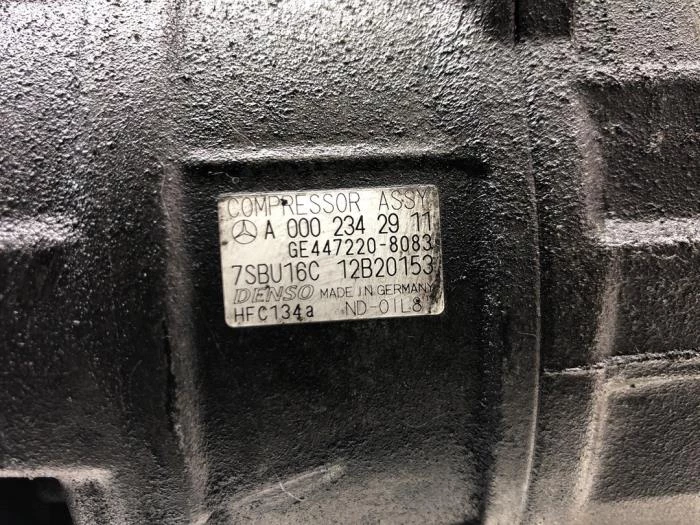 COMPRESSOR ASSY
A 000 234 29 11
GE447220-8083
7SBU16C 12B20153
DENSO MADE IN GERMANY
HFC134a ND-OIL8